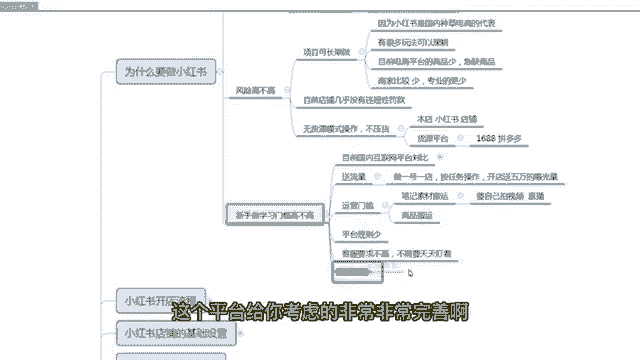 因为小红书是国内种草电商的代表
有很多玩法可以深耕
项目可长期做
目前电商平台的商品少，急缺商品
为什么要做小红书
商家比较 少，专业的更少
风险高不高
目前店铺几乎没有违规性罚款
本店 小红书 店铺
无货源模式操作，不压货
货源平台
1688 拼多多
目前国内互联网平台对比
送流量
做一号一店，按任务操作，开店送五万的曝光量
笔记素材搬运
要自己拍视频 直播
运营门槛
新手做学习门槛高不高
商品搬运
平台规则少
客服要求不高，不需要天天盯着
小红书开店流程
这个平台给你考虑的非常非常完善啊
小红书店铺的基础设置